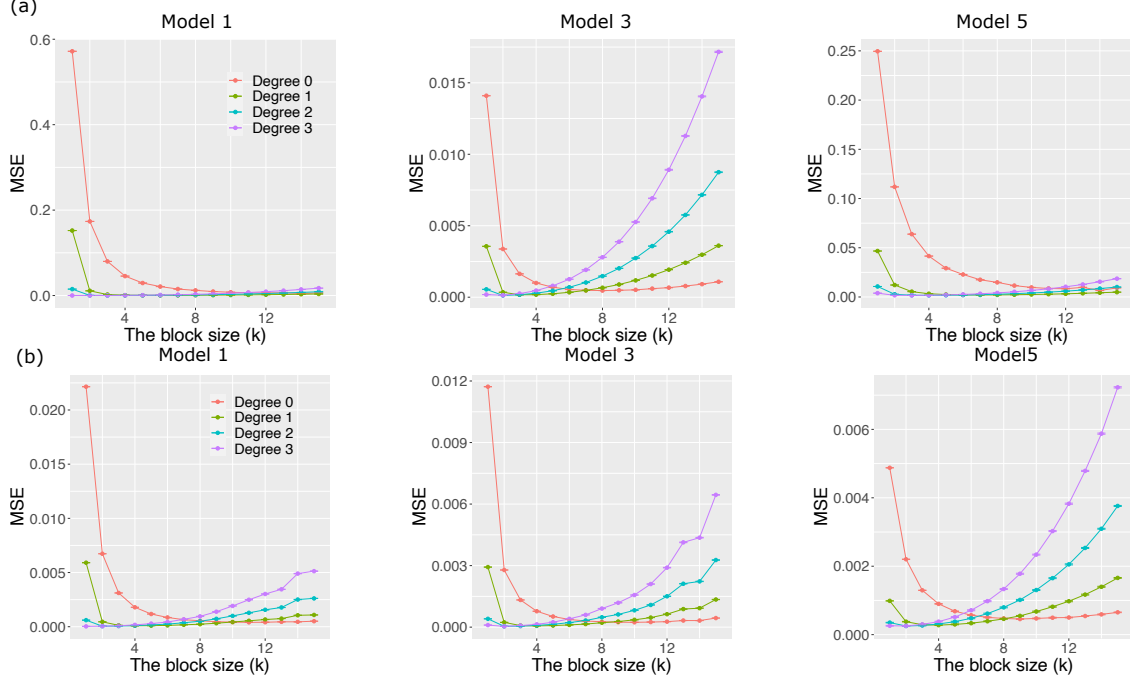 (a)
Model 1
Model 3
Model 5
MSE
0.6
0.4
0.2
0.0
Degree 0
Degree 1
Degree 2
Degree 3
4
8
12
The block size (k)
MSE
0.015
0.010
0.005
0.000
4
8
12
The block size (k)
MSE
0.25
0.20
0.15
0.10
0.05
0.00
4
8
12
The block size (k)
(b)
Model 1
Model 3
Model5
MSE
0.020
0.015
0.010
0.005
0.000
Degree 0
Degree 1
Degree 2
Degree 3
4
8
12
The block size (k)
MSE
0.012
0.009
0.006
0.003
0.000
4
8
12
The block size (k)
MSE
0.006
0.004
0.002
0.000
4
8
12
The block size (k)